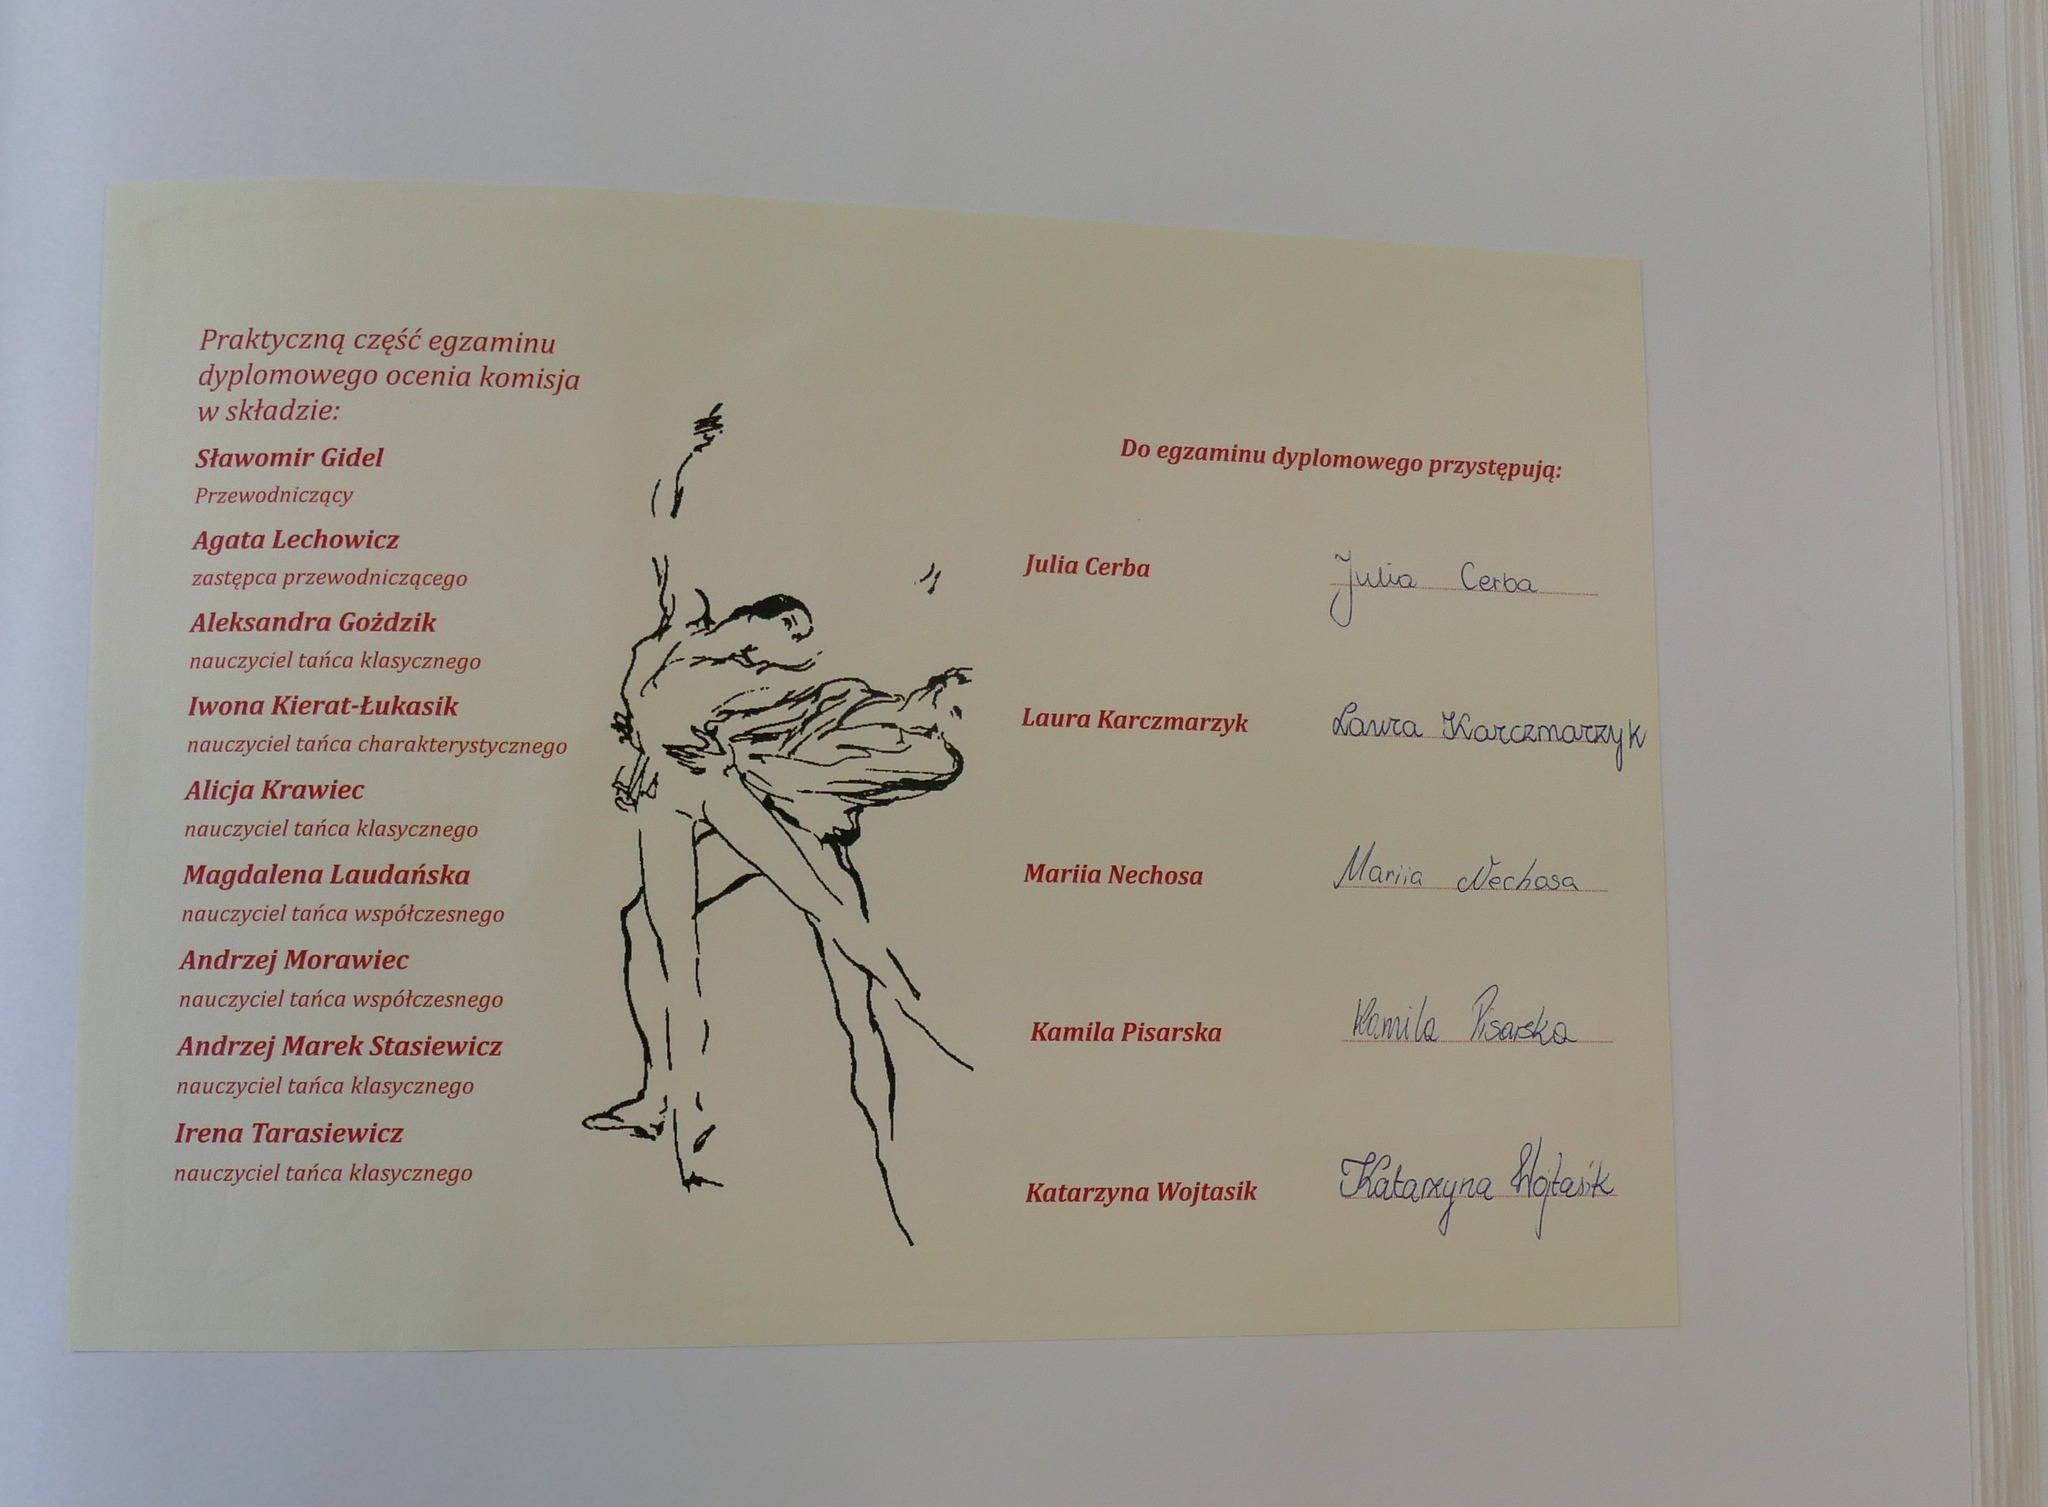 Praktyczną część egzaminu
dyplomowego ocenia komisja
w składzie:
Sławomir Gidel
Przewodniczący
Agata Lechowicz
zastępca przewodniczącego
Aleksandra Gożdzik
nauczyciel tańca klasycznego
Iwona Kierat-Łukasik
nauczyciel tańca charakterystycznego
Alicja Krawiec
nauczyciel tańca klasycznego
Magdalena Laudańska
nauczyciel tańca współczesnego
Andrzej Morawiec
nauczyciel tańca współczesnego
Andrzej Marek Stasiewicz
nauczyciel tańca klasycznego
Irena Tarasiewicz
nauczyciel tańca klasycznego
Do egzaminu dyplomowego przystępują:
Julia Cerba Julia Cerba
Laura Karczmarzyk Laura Karczmarzyk
Mariia Nechosa Mariia Nechosa
Kamila Pisarska Kamila Pisarska
Katarzyna Wojtasik Katarzyna Wojtasik